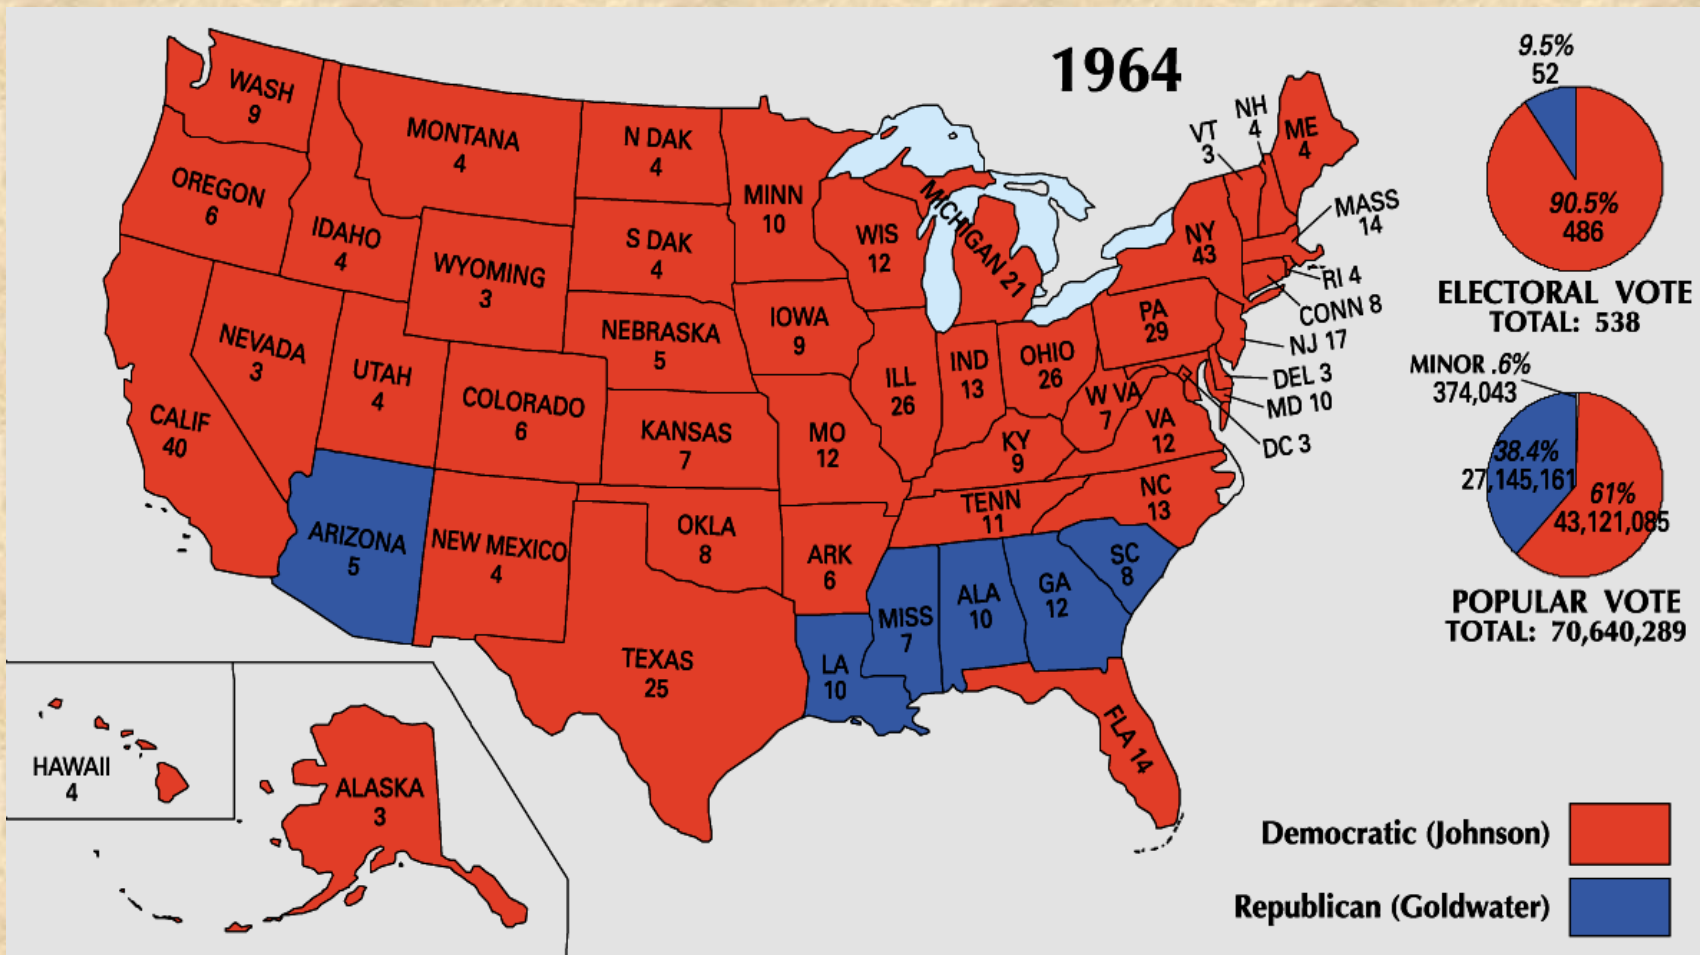 1964
WASH
9
OREGON
6
CALIF
40
NEVADA
3
IDAHO
4
MONTANA
4
WYOMING
3
UTAH
4
COLORADO
6
ARIZONA
5
NEW MEXICO
4
N DAK
4
S DAK
4
NEBRASKA
5
KANSAS
7
OKLA
8
TEXAS
25
MINN
10
IOWA
9
MO
12
ARK
6
LA
10
WIS
12
ILL
26
MICHIGAN 21
IND
13
OHIO
26
KY
9
TENN
11
MISS
7
ALA
10
GA
12
FLA 14
SC
8
NC
13
VA
12
W VA
7
PA
29
NY
43
VT
3
NH
4
ME
4
MASS
14
RI 4
CONN 8
NJ 17
DEL 3
MD 10
DC 3
HAWAII
4
ALASKA
3
9.5%
52
90.5%
486
ELECTORAL VOTE
TOTAL: 538
MINOR .6%
374,043
38.4%
27,145,161
61%
43,121,085
POPULAR VOTE
TOTAL: 70,640,289
Democratic (Johnson)
Republican (Goldwater)